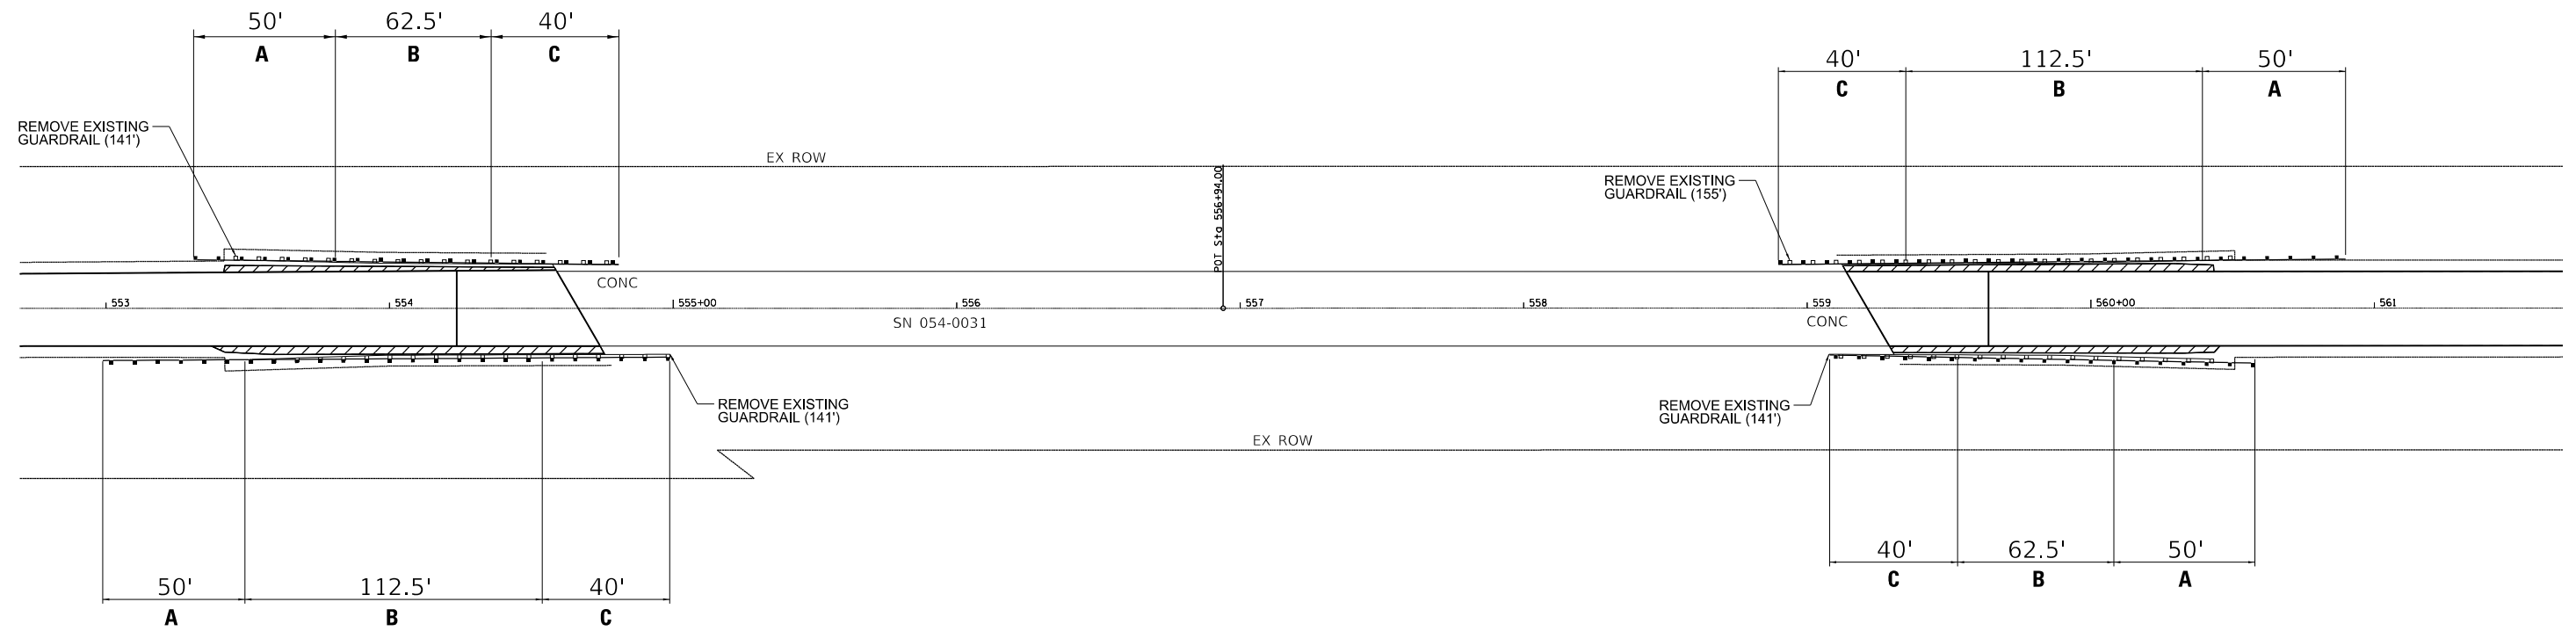 50' 62.5' 40'
A B C
40' 112.5' 50'
C B A
REMOVE EXISTING
GUARDRAIL (141')
EX ROW
POT Sta 556+94.00
REMOVE EXISTING
GUARDRAIL (155')
CONC
553 554 555+00 556 557 558 559 560+00 561
SN 054-0031
CONC
REMOVE EXISTING
GUARDRAIL (141')
REMOVE EXISTING
GUARDRAIL (141')
EX ROW
40' 62.5' 50'
C B A
50' 112.5' 40'
A B C